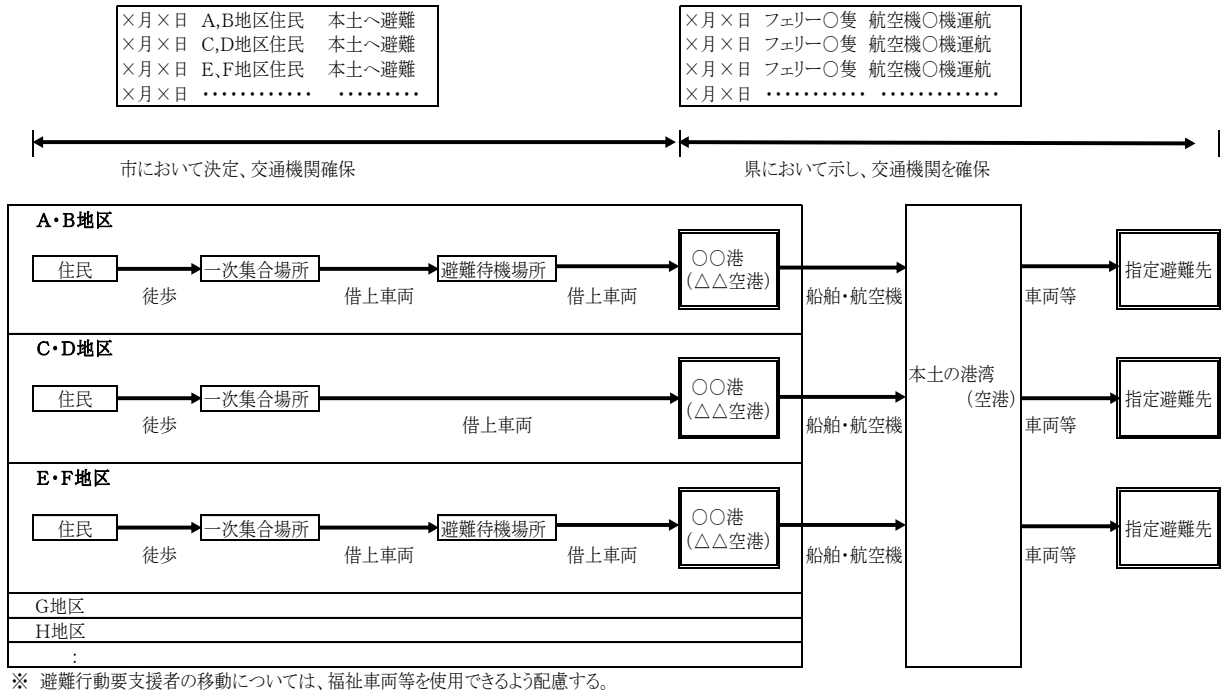 ×月×日 A,B地区住民 本土へ避難
×月×日 C,D地区住民 本土へ避難
×月×日 E、F地区住民 本土へ避難
×月×日 ・・・・・・・・・・・・ ・・・・・・・・・
×月×日 フェリー○隻 航空機○機運航
×月×日 フェリー○隻 航空機○機運航
×月×日 フェリー○隻 航空機○機運航
×月×日 ・・・・・・・・・・・ ・・・・・・・・・・・・・
市において決定、交通機関確保
県において示し、交通機関を確保
A・B地区
住民
徒歩
一次集合場所
借上車両
避難待機場所
借上車両
○○港
(△△空港)
船舶・航空機
車両等
指定避難先
C・D地区
住民
徒歩
一次集合場所
借上車両
○○港
(△△空港)
船舶・航空機
本土の港湾
(空港)
車両等
指定避難先
E・F地区
住民
徒歩
一次集合場所
借上車両
避難待機場所
借上車両
○○港
(△△空港)
船舶・航空機
車両等
指定避難先
G地区
H地区
:
※ 避難行動要支援者の移動については、福祉車両等を使用できるよう配慮する。